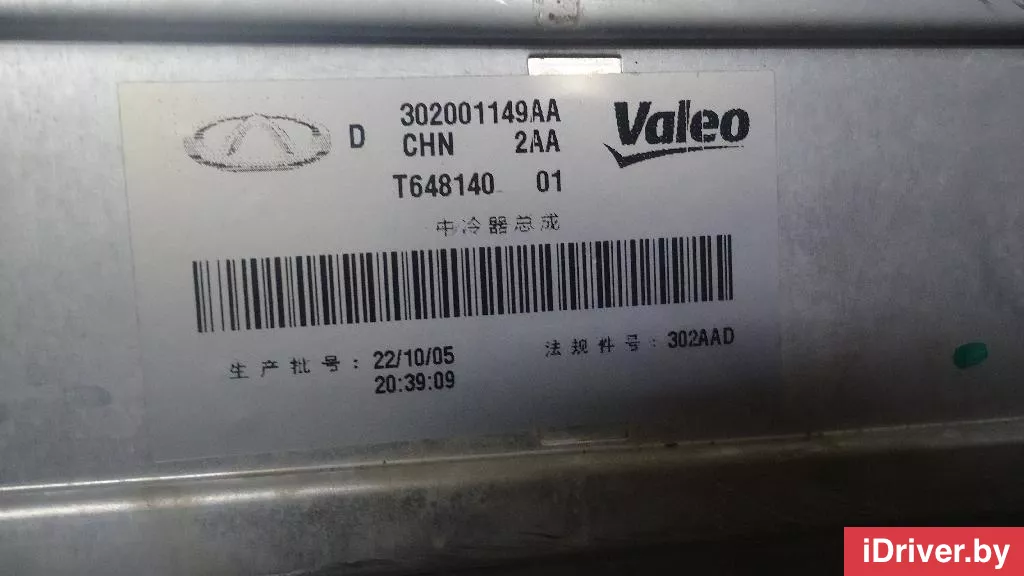 D 302001149AA
CHN 2AA
T648140 01
Valeo
中冷器总成
生产批号: 22/10/05
20:39:09
法规件号: 302AAD
iDriver.by